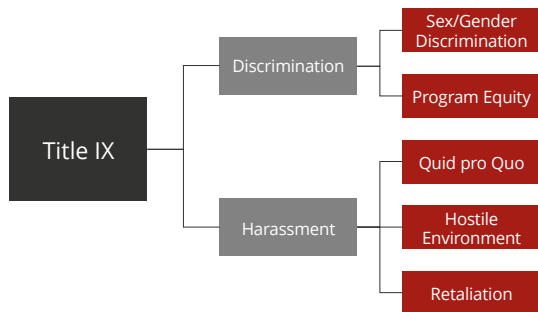 Title IX
Discrimination
Sex/Gender
Discrimination
Program Equity
Harassment
Quid pro Quo
Hostile
Environment
Retaliation